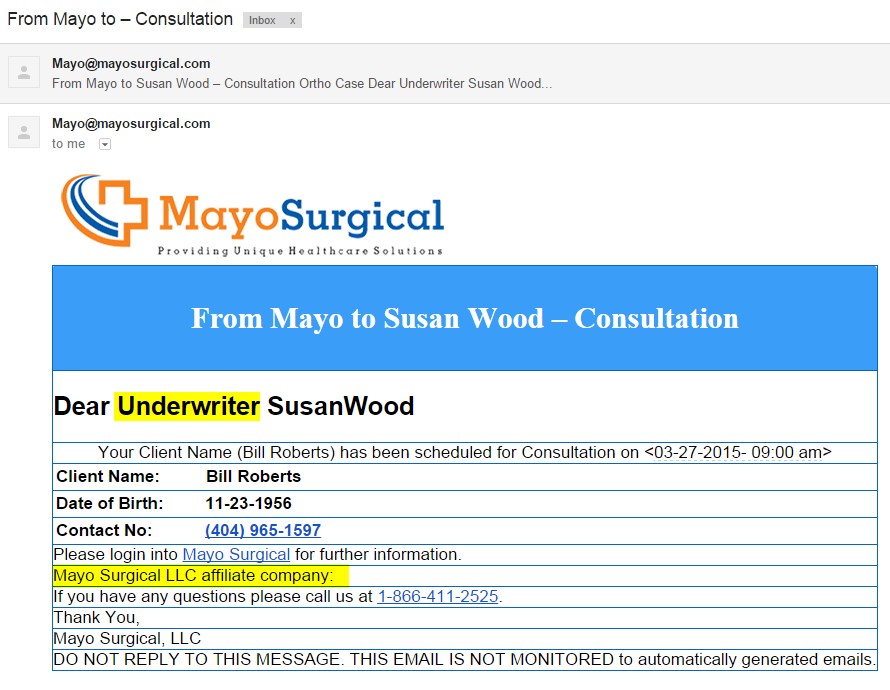 From Mayo to – Consultation Inbox x
Mayo@mayosurgical.com
From Mayo to Susan Wood – Consultation Ortho Case Dear Underwriter Susan Wood...
Mayo@mayosurgical.com
to me
MayoSurgical
Providing Unique Healthcare Solutions
From Mayo to Susan Wood – Consultation
Dear Underwriter SusanWood
Your Client Name (Bill Roberts) has been scheduled for Consultation on <03-27-2015- 09:00 am>
Client Name: Bill Roberts
Date of Birth: 11-23-1956
Contact No: (404) 965-1597
Please login into Mayo Surgical for further information.
Mayo Surgical LLC affiliate company:
If you have any questions please call us at 1-866-411-2525.
Thank You,
Mayo Surgical, LLC
DO NOT REPLY TO THIS MESSAGE. THIS EMAIL IS NOT MONITORED to automatically generated emails.